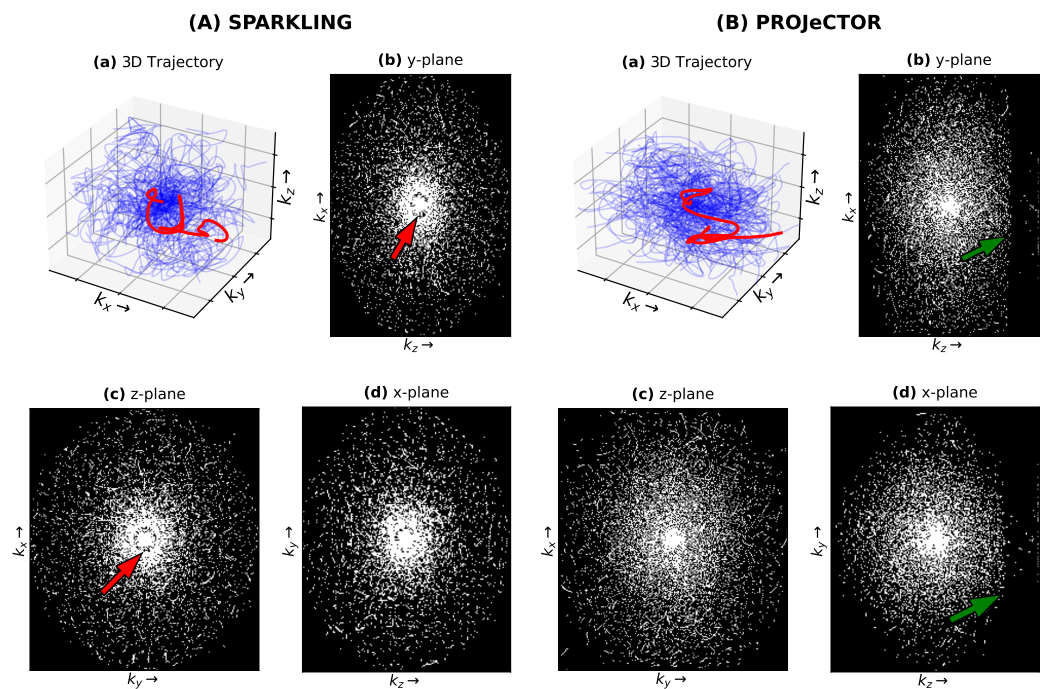 (A) SPARKLING
(B) PROJeCTOR
(a) 3D Trajectory
(b) y-plane
(a) 3D Trajectory
(b) y-plane
k_z →
k_x →
k_y →
k_x →
k_z →
k_z →
k_x →
k_y →
k_x →
k_z →
(c) z-plane
(d) x-plane
(c) z-plane
(d) x-plane
k_x →
k_y →
k_y →
k_z →
k_x →
k_y →
k_y →
k_z →